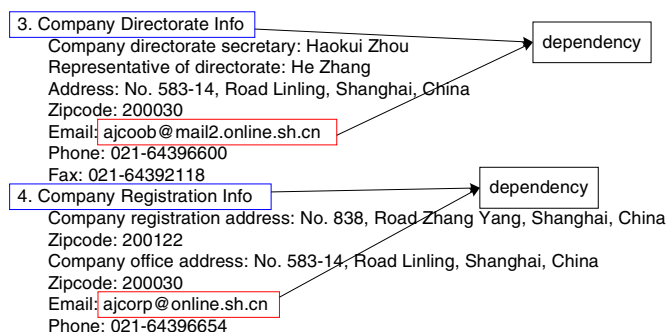 3. Company Directorate Info
dependency
Company directorate secretary: Haokui Zhou
Representative of directorate: He Zhang
Address: No. 583-14, Road Linling, Shanghai, China
Zipcode: 200030
Email: ajcoob@mail2.online.sh.cn
Phone: 021-64396600
Fax: 021-64392118
4. Company Registration Info
dependency
Company registration address: No. 838, Road Zhang Yang, Shanghai, China
Zipcode: 200122
Company office address: No. 583-14, Road Linling, Shanghai, China
Zipcode: 200030
Email: ajcorp@online.sh.cn
Phone: 021-64396654